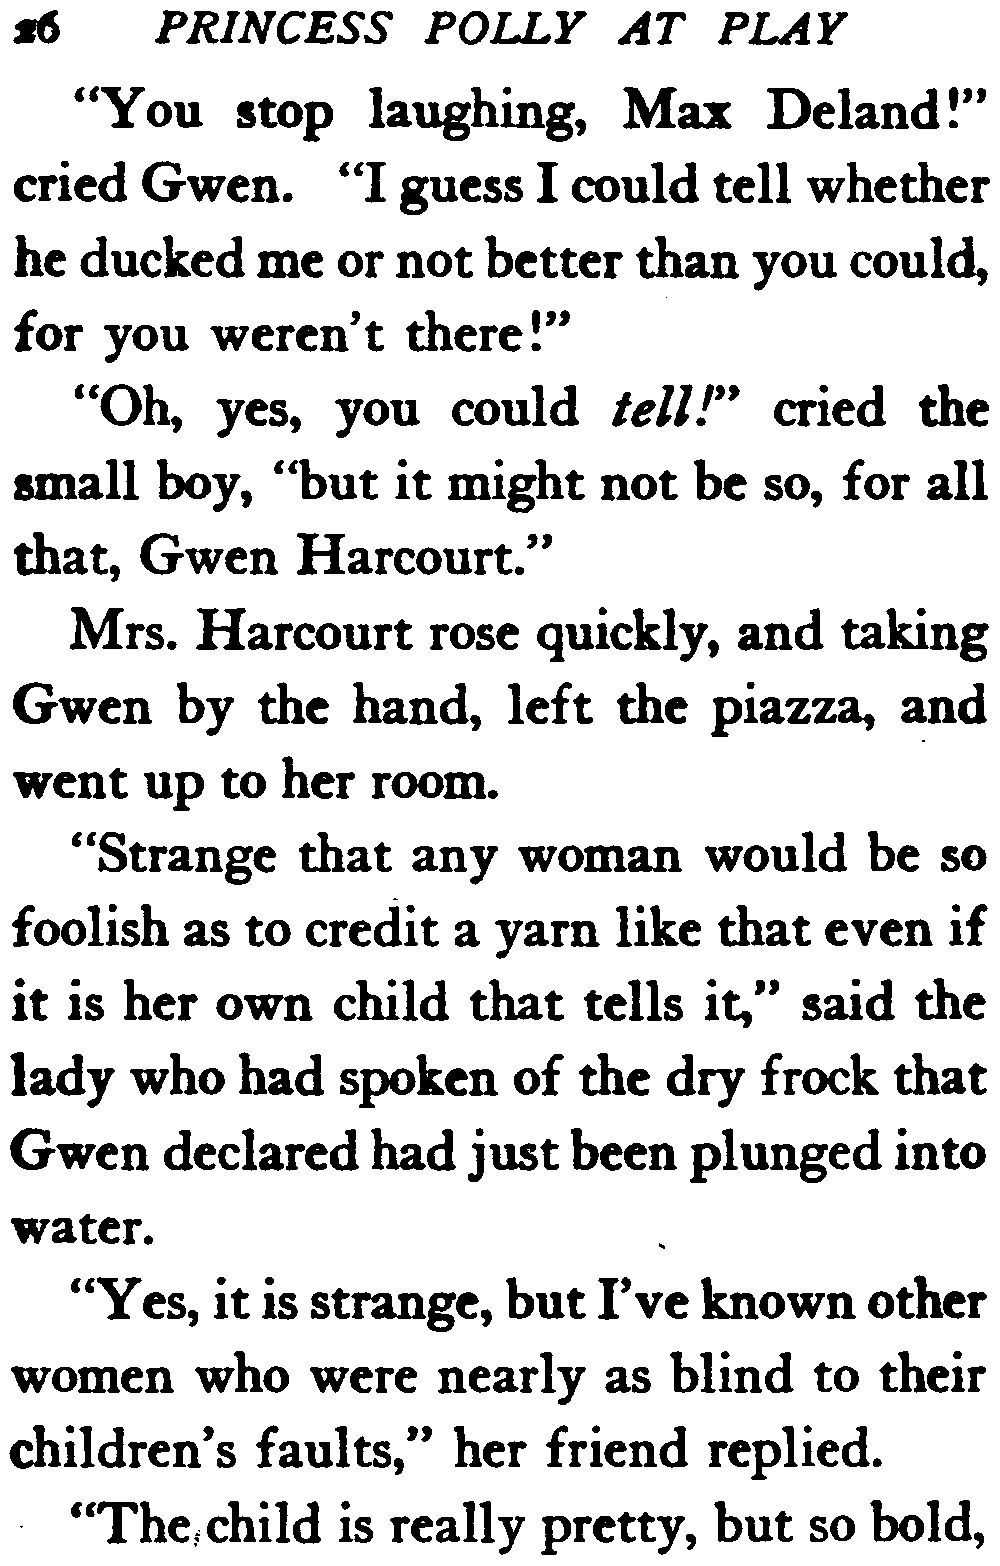 26 PRINCESS POLLY AT PLAY
“You stop laughing, Max Deland!”
cried Gwen. “I guess I could tell whether
he ducked me or not better than you could,
for you weren’t there!”
“Oh, yes, you could tell!” cried the
small boy, “but it might not be so, for all
that, Gwen Harcourt.”
Mrs. Harcourt rose quickly, and taking
Gwen by the hand, left the piazza, and
went up to her room.
“Strange that any woman would be so
foolish as to credit a yarn like that even if
it is her own child that tells it,” said the
lady who had spoken of the dry frock that
Gwen declared had just been plunged into
water.
“Yes, it is strange, but I’ve known other
women who were nearly as blind to their
children’s faults,” her friend replied.
“The child is really pretty, but so bold,